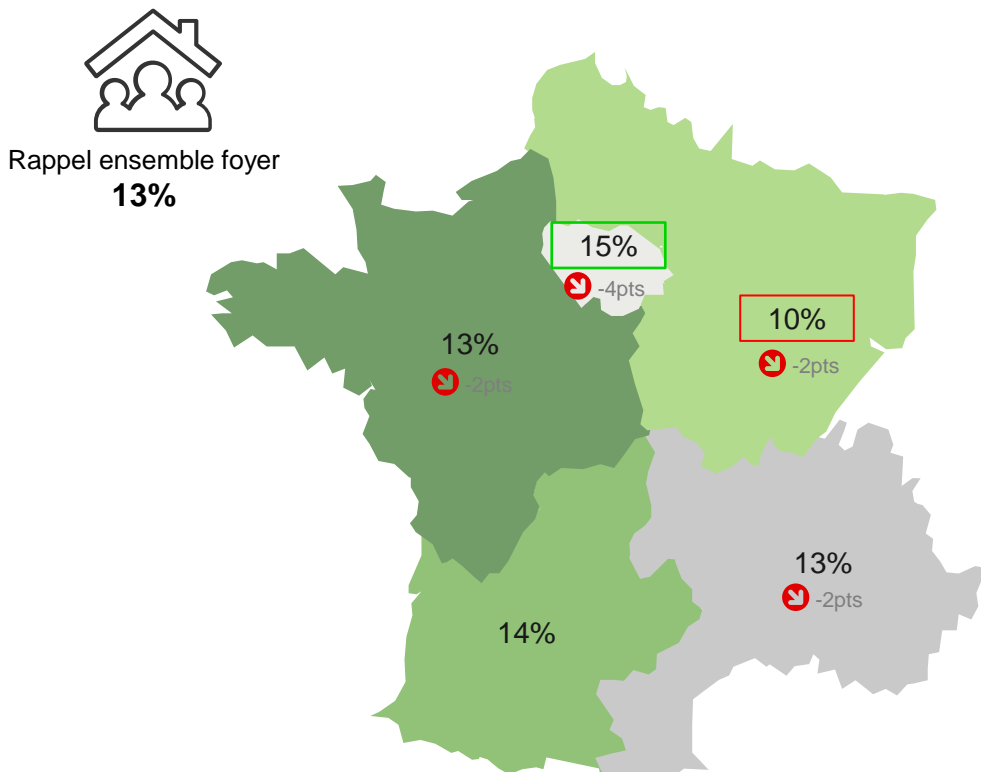 Rappel ensemble foyer
13%
15%
-4pts
10%
-2pts
13%
-2pts
13%
-2pts
14%